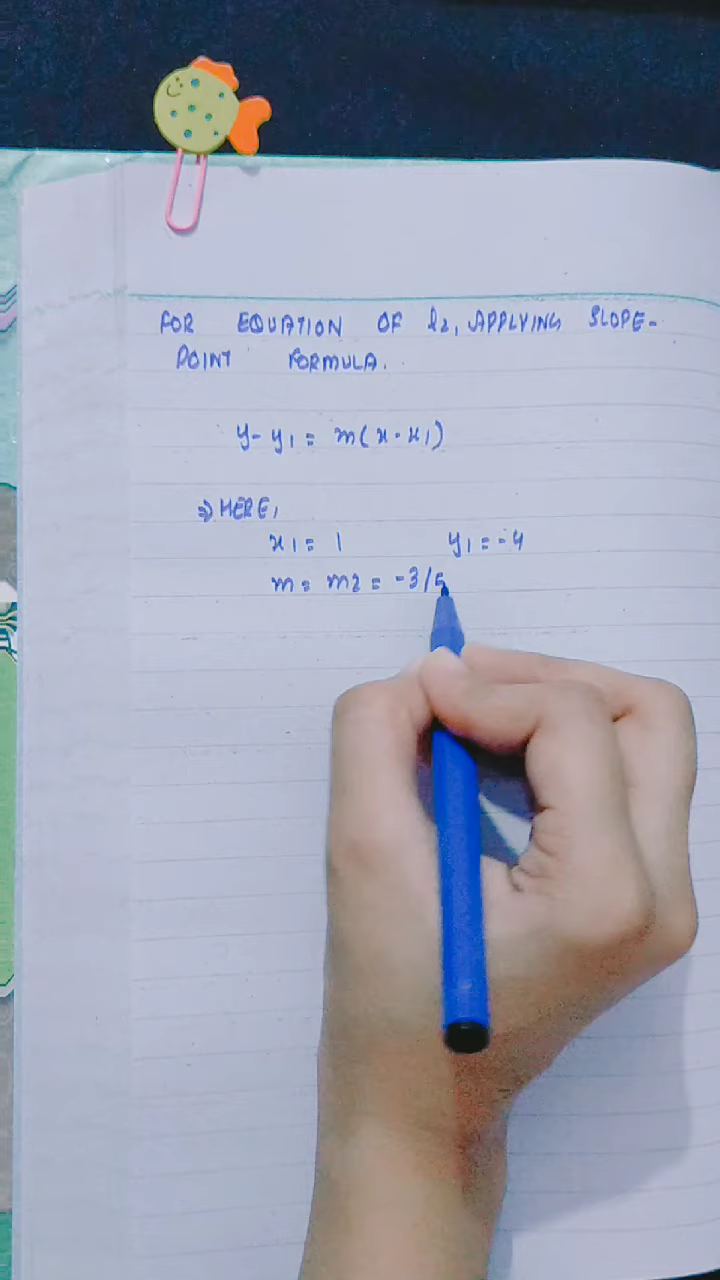 FOR EQUATION OF l2, APPLYING SLOPE-
POINT FORMULA.
y - y1 = m(x - x1)
⇒ HERE,
x1 = 1 y1 = -4
m = m2 = -3/5